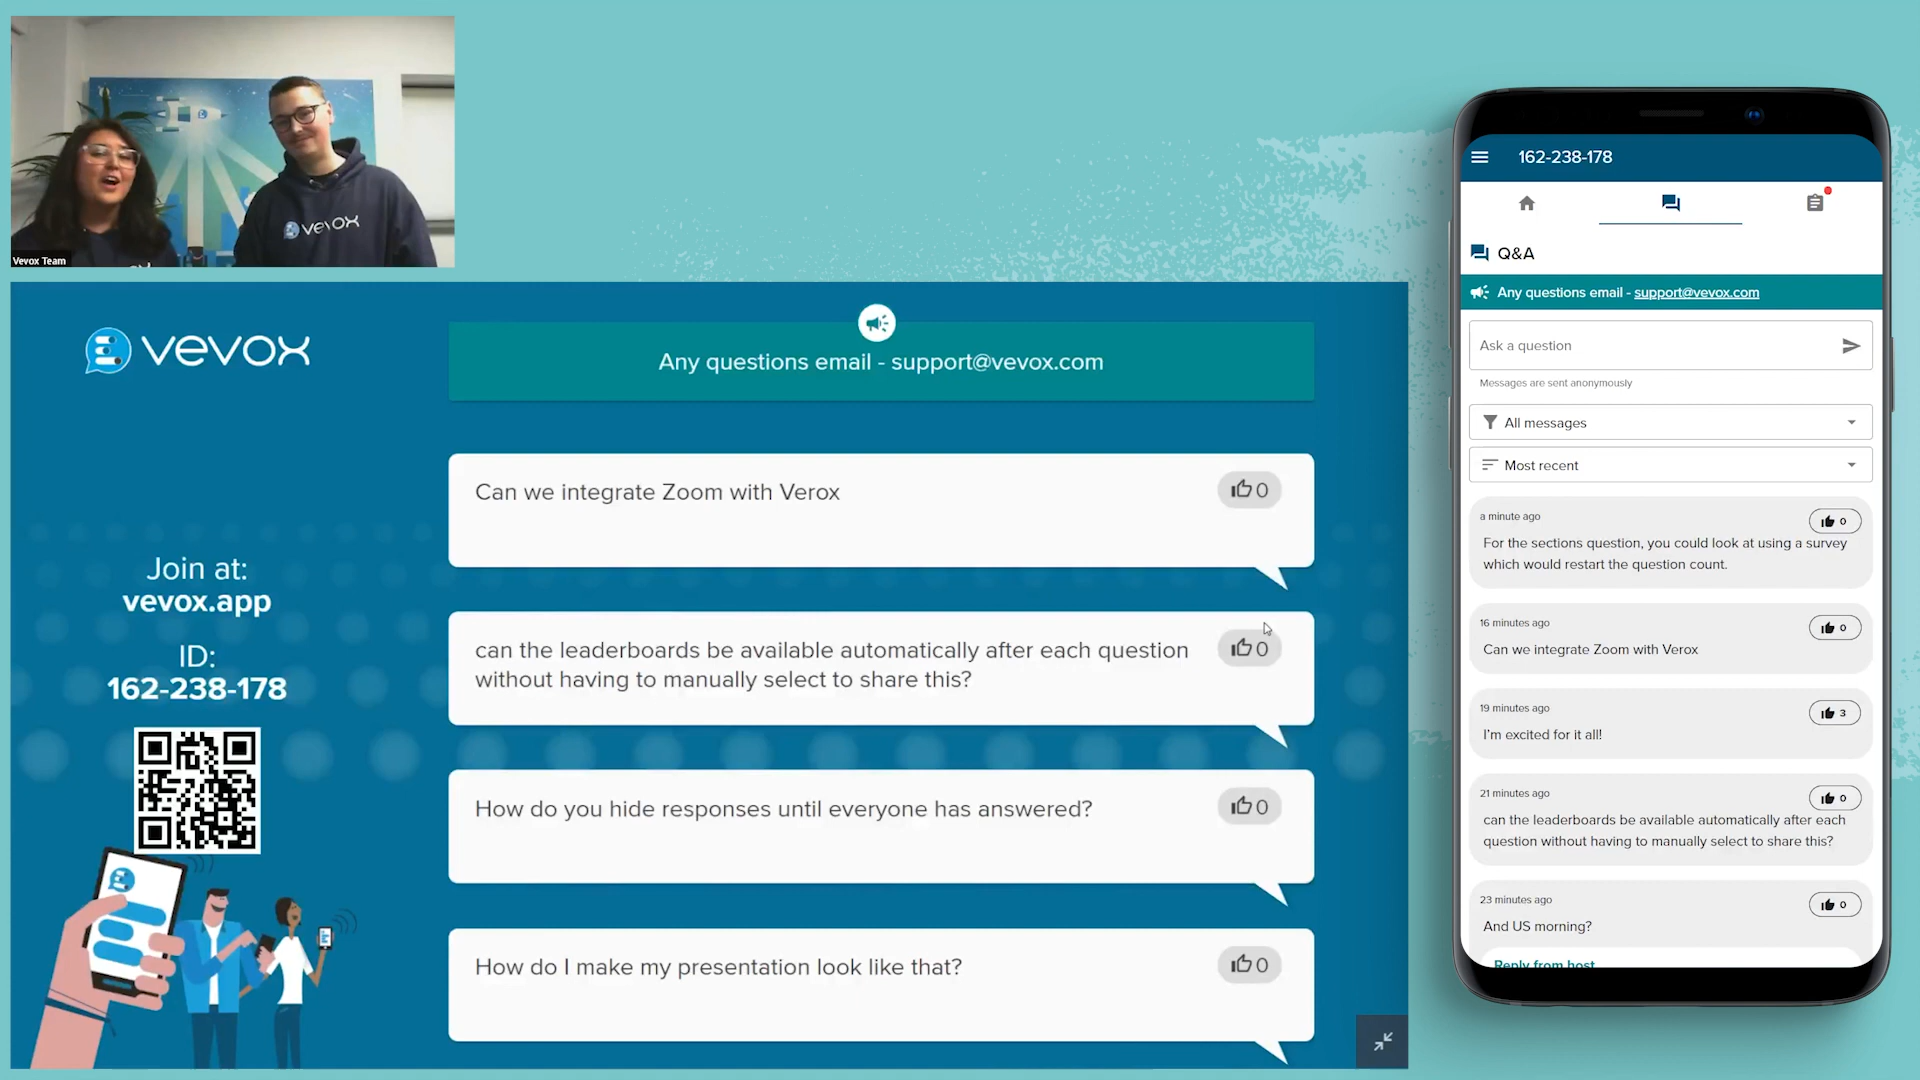 vevox
Vevox Team
vevox
Any questions email - support@vevox.com
Join at:
vevox.app
ID:
162-238-178
Can we integrate Zoom with Verox
0
can the leaderboards be available automatically after each question
without having to manually select to share this?
0
How do you hide responses until everyone has answered?
0
How do I make my presentation look like that?
0
162-238-178
Q&A
Any questions email - support@vevox.com
Ask a question
Messages are sent anonymously
All messages
Most recent
a minute ago
0
For the sections question, you could look at using a survey
which would restart the question count.
16 minutes ago
0
Can we integrate Zoom with Verox
19 minutes ago
3
I'm excited for it all!
21 minutes ago
0
can the leaderboards be available automatically after each
question without having to manually select to share this?
23 minutes ago
0
And US morning?
Reply from host